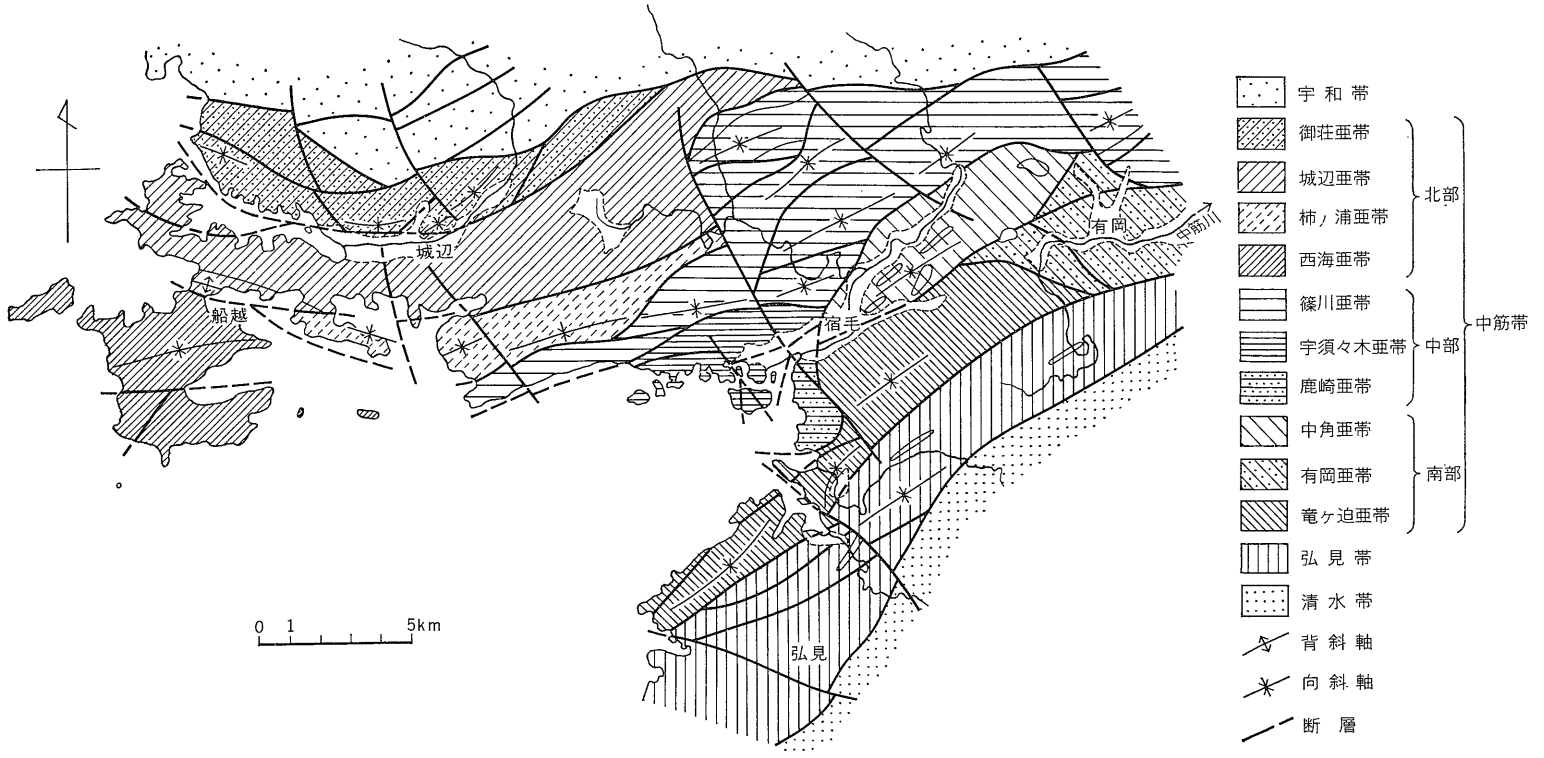 城辺
船越
宿毛
有岡
中筋川
弘見
0 1 5km
宇和帯
御荘亜帯
城辺亜帯
柿ノ浦亜帯
西海亜帯
北部
篠川亜帯
宇須々木亜帯
鹿崎亜帯
中部
中角亜帯
有岡亜帯
竜ヶ迫亜帯
南部
中筋帯
弘見帯
清水帯
背斜軸
向斜軸
断層